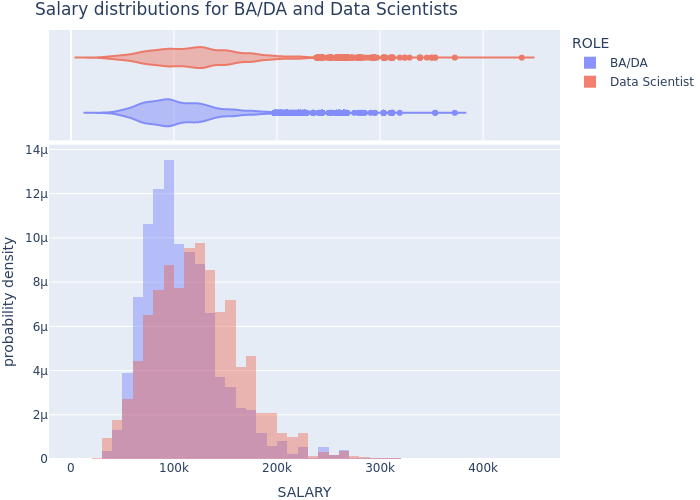 Salary distributions for BA/DA and Data Scientists
ROLE
BA/DA
Data Scientist
14μ
12μ
10μ
8μ
6μ
4μ
2μ
0
probability density
0 100k 200k 300k 400k
SALARY